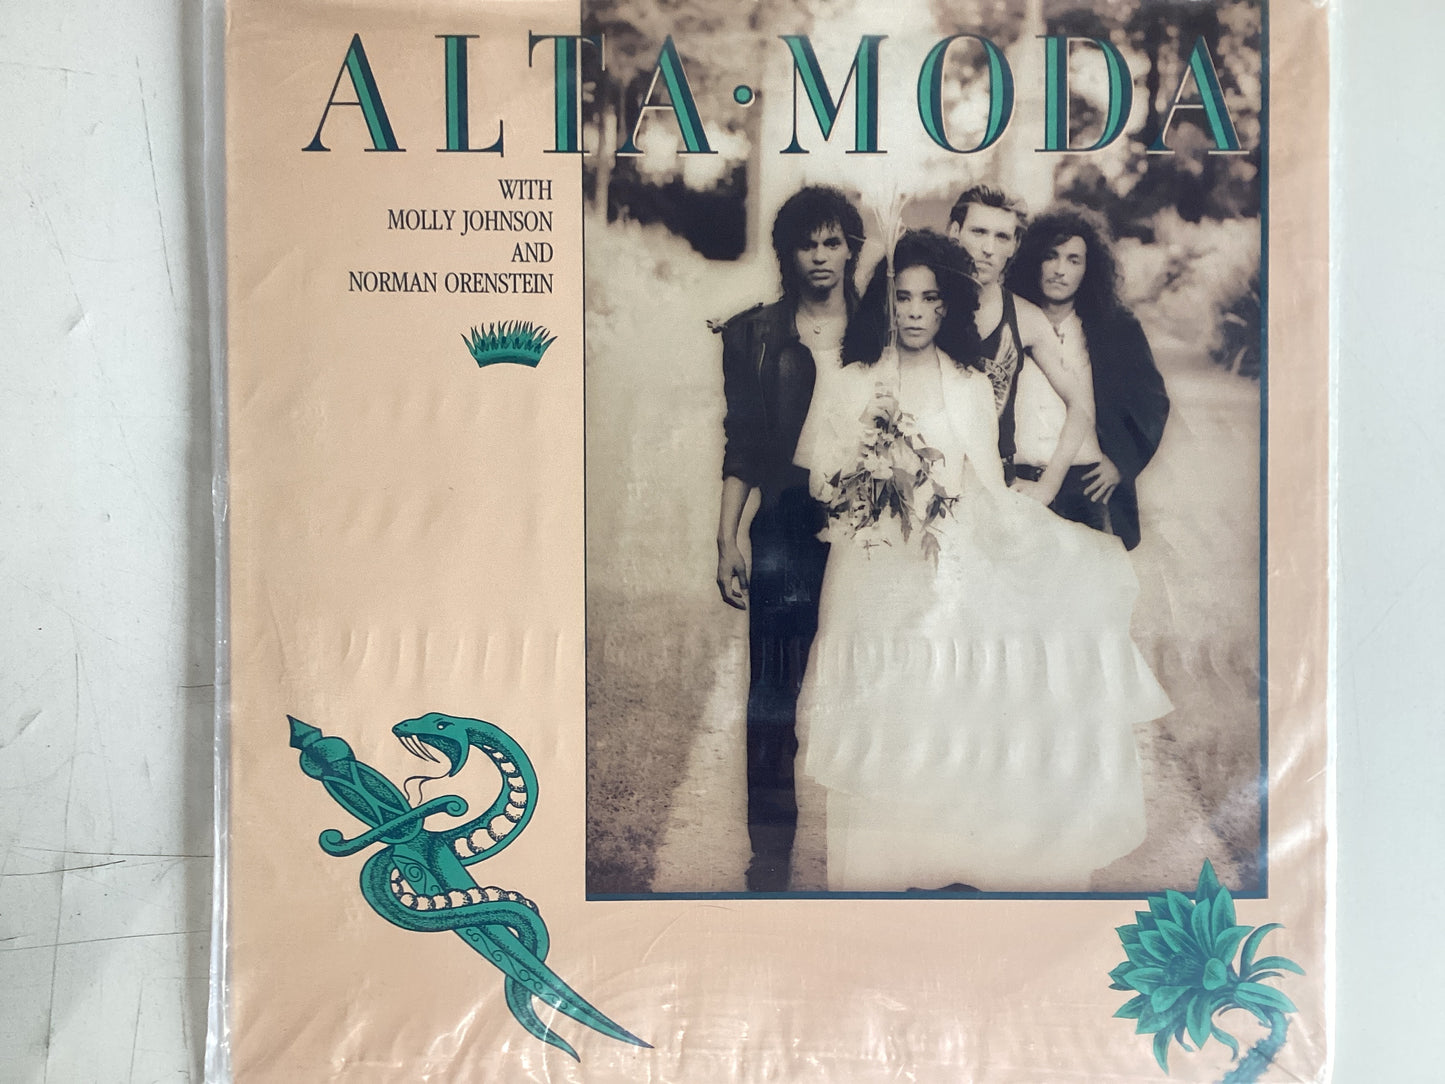 ALTA•MODA
WITH
MOLLY JOHNSON
AND
NORMAN ORENSTEIN